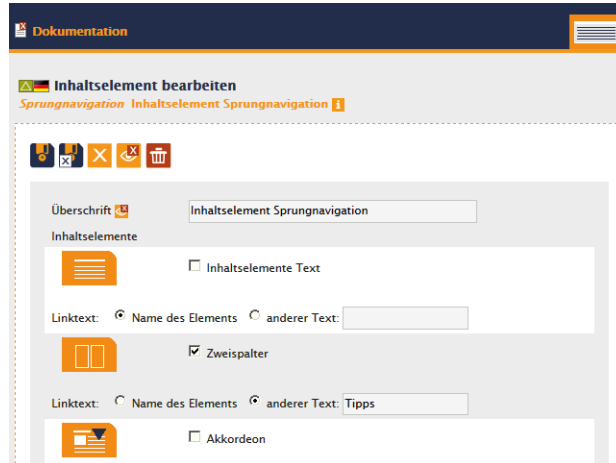 Dokumentation
Inhaltselement bearbeiten
Sprungnavigation Inhaltselement Sprungnavigation i
Überschrift Inhaltselement Sprungnavigation
Inhaltselemente
Inhaltselemente Text
Linktext: Name des Elements anderer Text:
Zweispalter
Linktext: Name des Elements anderer Text: Tipps
Akkordeon